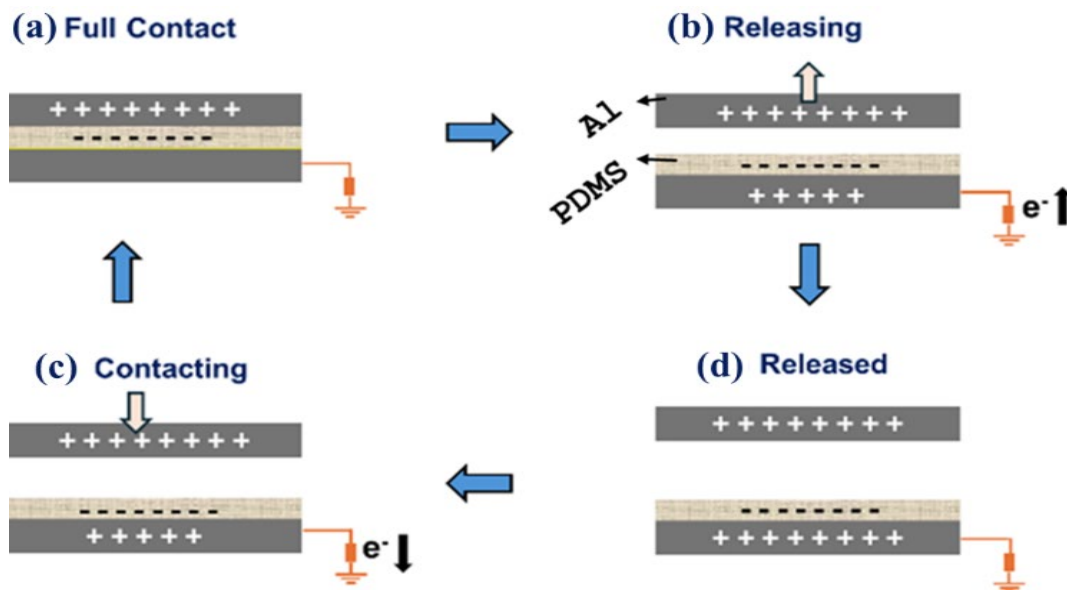 (a) Full Contact
(b) Releasing
+ + + + + + + +
- - - - - - - -
Al
+ + + + + + + +
PDMS
- - - - - - - -
+ + + + +
e-
(c) Contacting
(d) Released
+ + + + + + + +
- - - - - - - -
+ + + + +
e-
+ + + + + + + +
- - - - - - - -
+ + + + + + + +